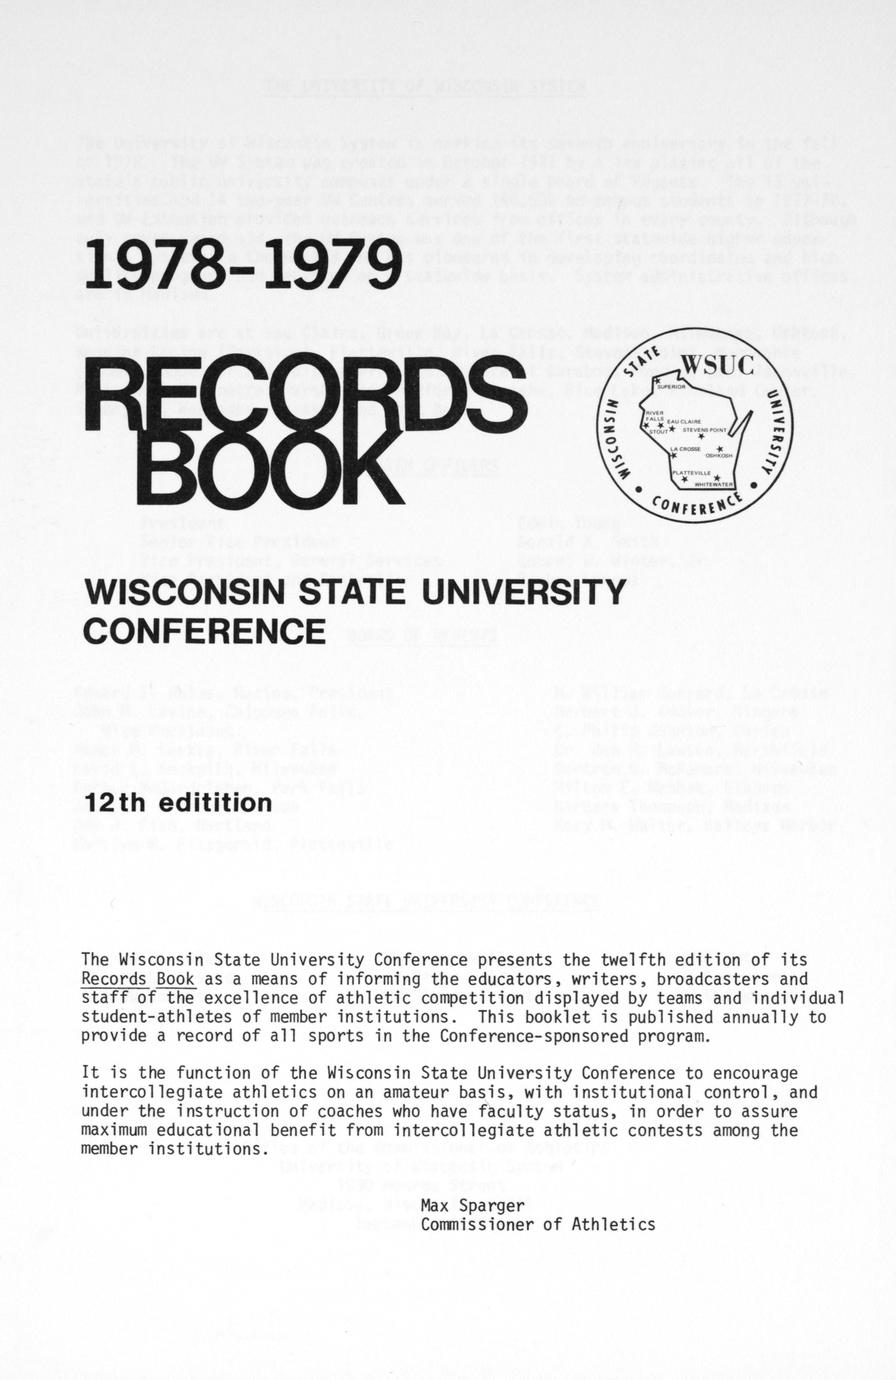 1978-1979
RECORDS
BOOK
WSUC
WISCONSIN STATE UNIVERSITY CONFERENCE
SUPERIOR
RIVER
FALLS
EAU CLAIRE
STOUT
STEVENS POINT
LA CROSSE
OSHKOSH
PLATTEVILLE
WHITEWATER
WISCONSIN STATE UNIVERSITY
CONFERENCE
12th editition
The Wisconsin State University Conference presents the twelfth edition of its
Records Book as a means of informing the educators, writers, broadcasters and
staff of the excellence of athletic competition displayed by teams and individual
student-athletes of member institutions.  This booklet is published annually to
provide a record of all sports in the Conference-sponsored program.
It is the function of the Wisconsin State University Conference to encourage
intercollegiate athletics on an amateur basis, with institutional control, and
under the instruction of coaches who have faculty status, in order to assure
maximum educational benefit from intercollegiate athletic contests among the
member institutions.
Max Sparger
Commissioner of Athletics